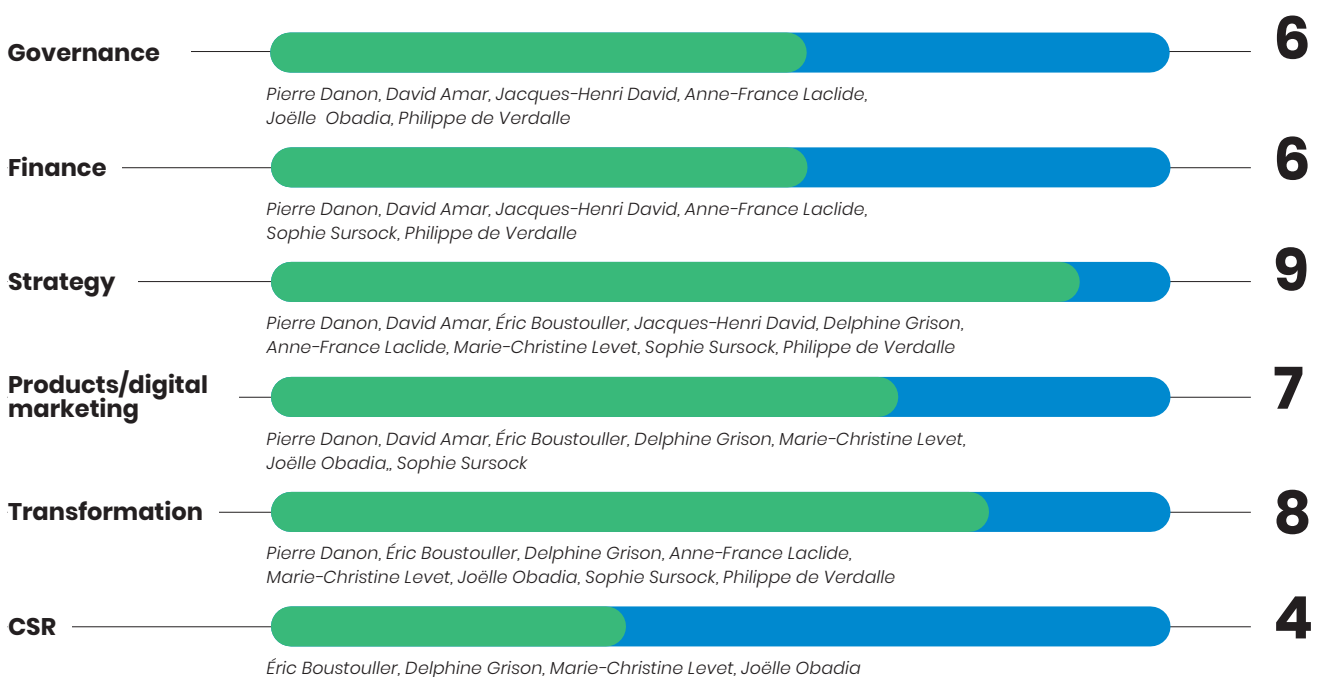 Governance
6
Pierre Danon, David Amar, Jacques-Henri David, Anne-France Laclide,
Joëlle Obadia, Philippe de Verdalle
Finance
6
Pierre Danon, David Amar, Jacques-Henri David, Anne-France Laclide,
Sophie Sursock, Philippe de Verdalle
Strategy
9
Pierre Danon, David Amar, Éric Boustouller, Jacques-Henri David, Delphine Grison,
Anne-France Laclide, Marie-Christine Levet, Sophie Sursock, Philippe de Verdalle
Products/digital
marketing
7
Pierre Danon, David Amar, Éric Boustouller, Delphine Grison, Marie-Christine Levet,
Joëlle Obadia,, Sophie Sursock
Transformation
8
Pierre Danon, Éric Boustouller, Delphine Grison, Anne-France Laclide,
Marie-Christine Levet, Joëlle Obadia, Sophie Sursock, Philippe de Verdalle
CSR
4
Éric Boustouller, Delphine Grison, Marie-Christine Levet, Joëlle Obadia